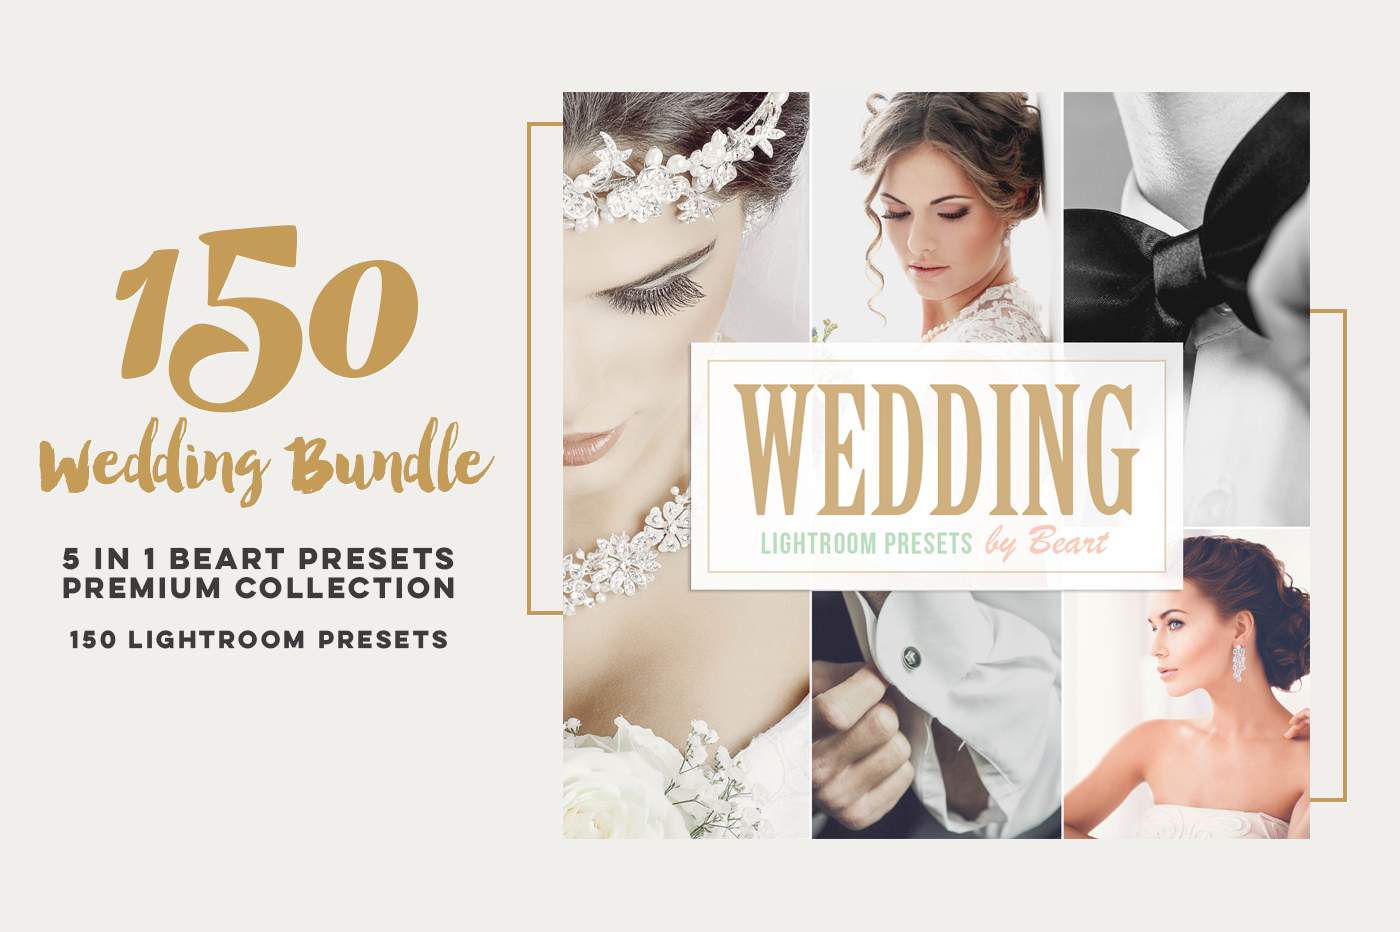 150
Wedding Bundle
5 IN 1 BEART PRESETS
PREMIUM COLLECTION
150 LIGHTROOM PRESETS
WEDDING
LIGHTROOM PRESETS by Beart